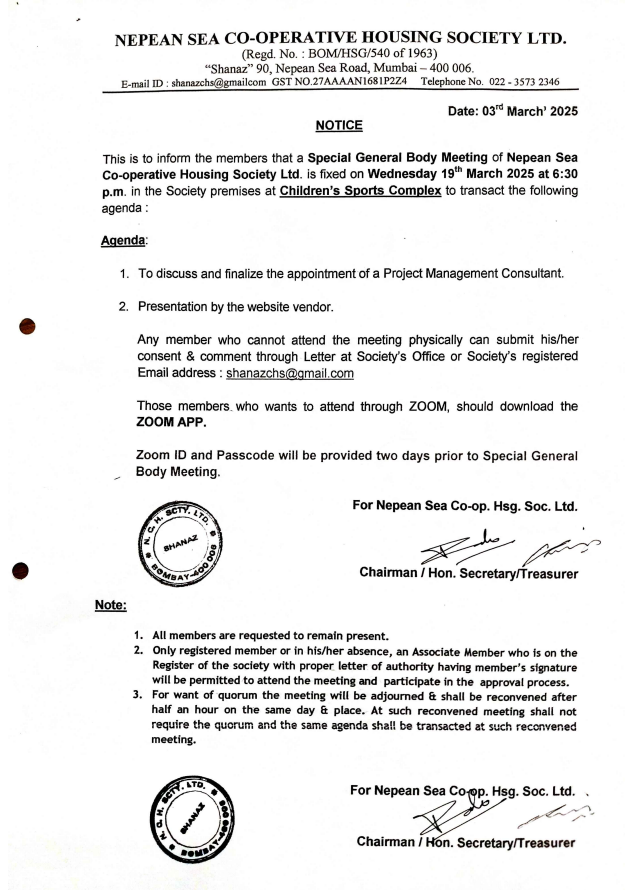 NEPEAN SEA CO-OPERATIVE HOUSING SOCIETY LTD.
(Regd. No. : BOM/HSG/540 of 1963)
“Shanaz” 90, Nepean Sea Road, Mumbai – 400 006.
E-mail ID : shanazchs@gmailcom GST NO.27AAAAN1681P2Z4 Telephone No. 022 - 3573 2346
Date: 03rd March' 2025
NOTICE
This is to inform the members that a Special General Body Meeting of Nepean Sea
Co-operative Housing Society Ltd. is fixed on Wednesday 19th March 2025 at 6:30
p.m. in the Society premises at Children's Sports Complex to transact the following
agenda :
Agenda:
1. To discuss and finalize the appointment of a Project Management Consultant.
2. Presentation by the website vendor.
Any member who cannot attend the meeting physically can submit his/her
consent & comment through Letter at Society's Office or Society's registered
Email address : shanazchs@gmail.com
Those members who wants to attend through ZOOM, should download the
ZOOM APP.
Zoom ID and Passcode will be provided two days prior to Special General
Body Meeting.
For Nepean Sea Co-op. Hsg. Soc. Ltd.
N. C. H. SCTY. LTD.
SHANAZ
BOMBAY-400 006
Chairman / Hon. Secretary/Treasurer
Note:
1. All members are requested to remain present.
2. Only registered member or in his/her absence, an Associate Member who is on the
Register of the society with proper letter of authority having member's signature
will be permitted to attend the meeting and participate in the approval process.
3. For want of quorum the meeting will be adjourned & shall be reconvened after
half an hour on the same day & place. At such reconvened meeting shall not
require the quorum and the same agenda shall be transacted at such reconvened
meeting.
For Nepean Sea Co-op. Hsg. Soc. Ltd.
N. C. H. SCTY. LTD.
SHANAZ
BOMBAY-400 006
Chairman / Hon. Secretary/Treasurer